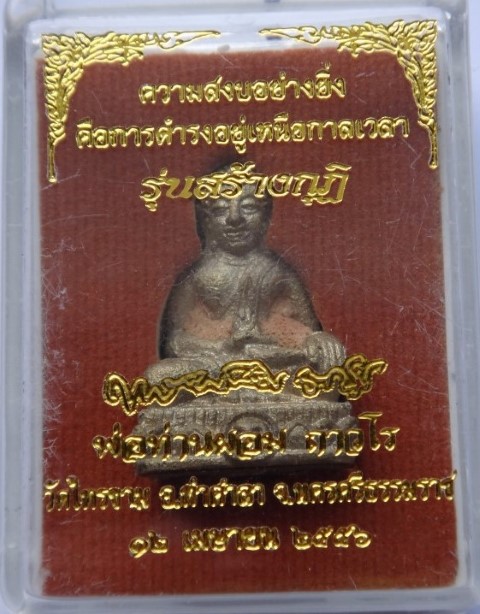 ความสงบอย่างยิ่ง
คือการดำรงอยู่เหนือกาลเวลา
รุ่นสร้างกุฏิ
พ่อท่านผอม ถาวโร
วัดไทรขาม อ.ท่าศาลา จ.นครศรีธรรมราช
๑๒ เมษายน ๒๕๕๖